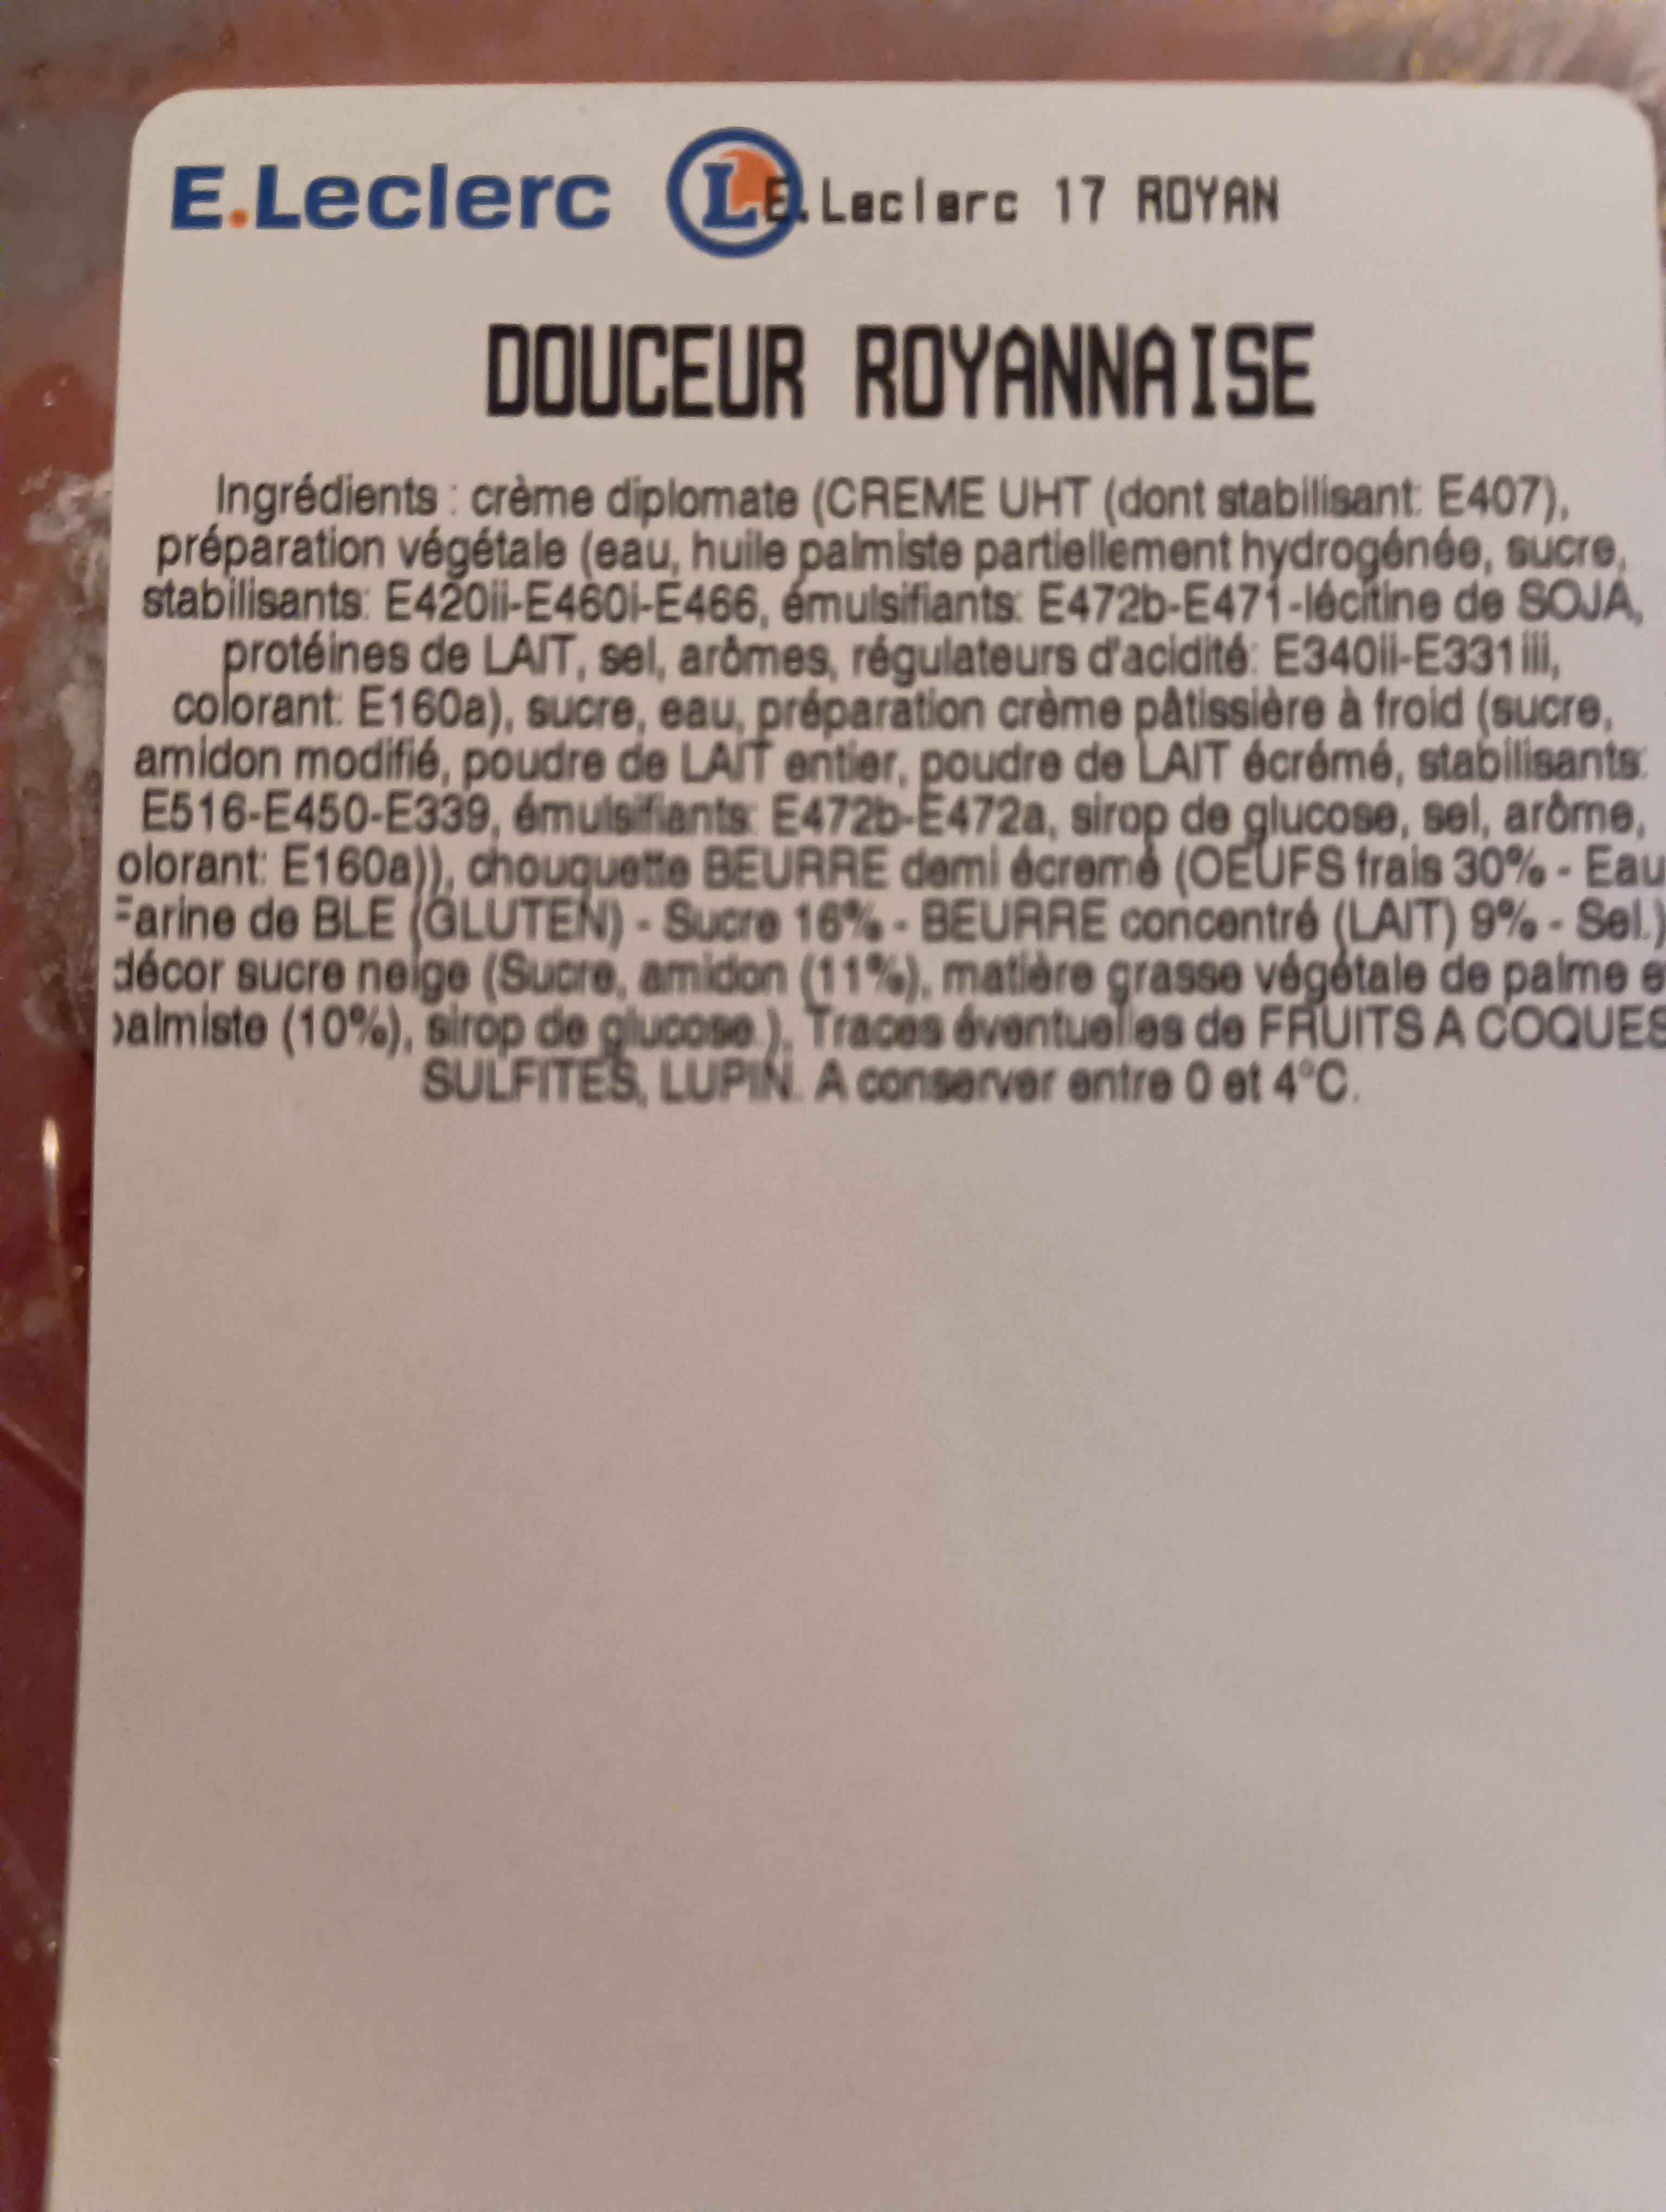 E.Leclerc L E.Leclerc 17 ROYAN
DOUCEUR ROYANNAISE
Ingrédients : crème diplomate (CREME UHT (dont stabilisant: E407),
préparation végétale (eau, huile palmiste partiellement hydrogénée, sucre,
stabilisants: E420ii-E460i-E466, émulsifiants: E472b-E471-lécitine de SOJA,
protéines de LAIT, sel, arômes, régulateurs d'acidité: E340ii-E331iii,
colorant: E160a), sucre, eau, préparation crème pâtissière à froid (sucre,
amidon modifié, poudre de LAIT entier, poudre de LAIT écrémé, stabilisants:
E516-E450-E339, émulsifiants: E472b-E472a, sirop de glucose, sel, arôme,
olorant: E160a)), chouquette BEURRE demi écremé (OEUFS frais 30% - Eau
Farine de BLE (GLUTEN) - Sucre 16% - BEURRE concentré (LAIT) 9% - Sel.)
décor sucre neige (Sucre, amidon (11%), matière grasse végétale de palme e
palmiste (10%), sirop de glucose.), Traces éventuelles de FRUITS A COQUES
SULFITES, LUPIN. A conserver entre 0 et 4°C.